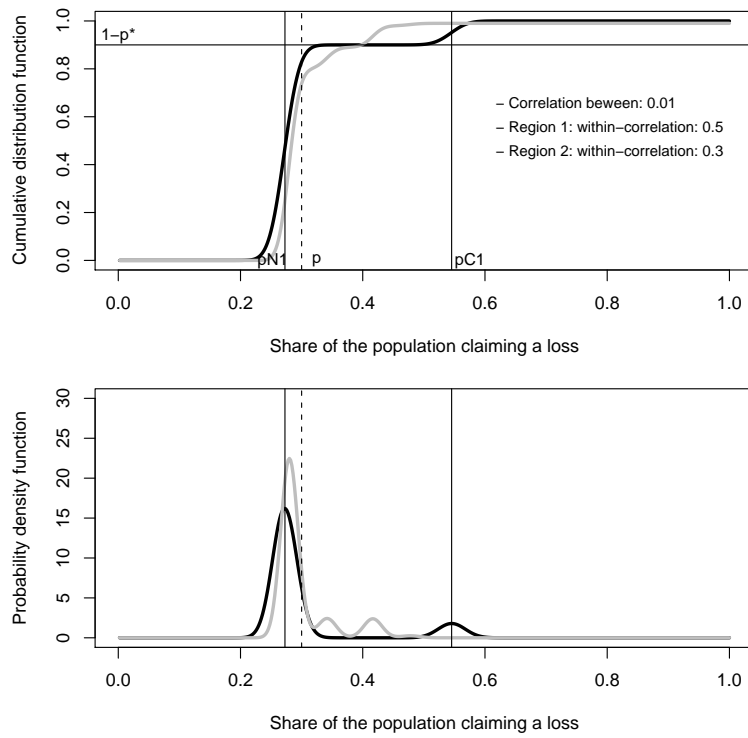 Cumulative distribution function
1.0
0.8
0.6
0.4
0.2
0.0
1−p*
− Correlation beween: 0.01
− Region 1: within−correlation: 0.5
− Region 2: within−correlation: 0.3
pN1
p
pC1
0.0 0.2 0.4 0.6 0.8 1.0
Share of the population claiming a loss
Probability density function
30
25
20
15
10
5
0
0.0 0.2 0.4 0.6 0.8 1.0
Share of the population claiming a loss